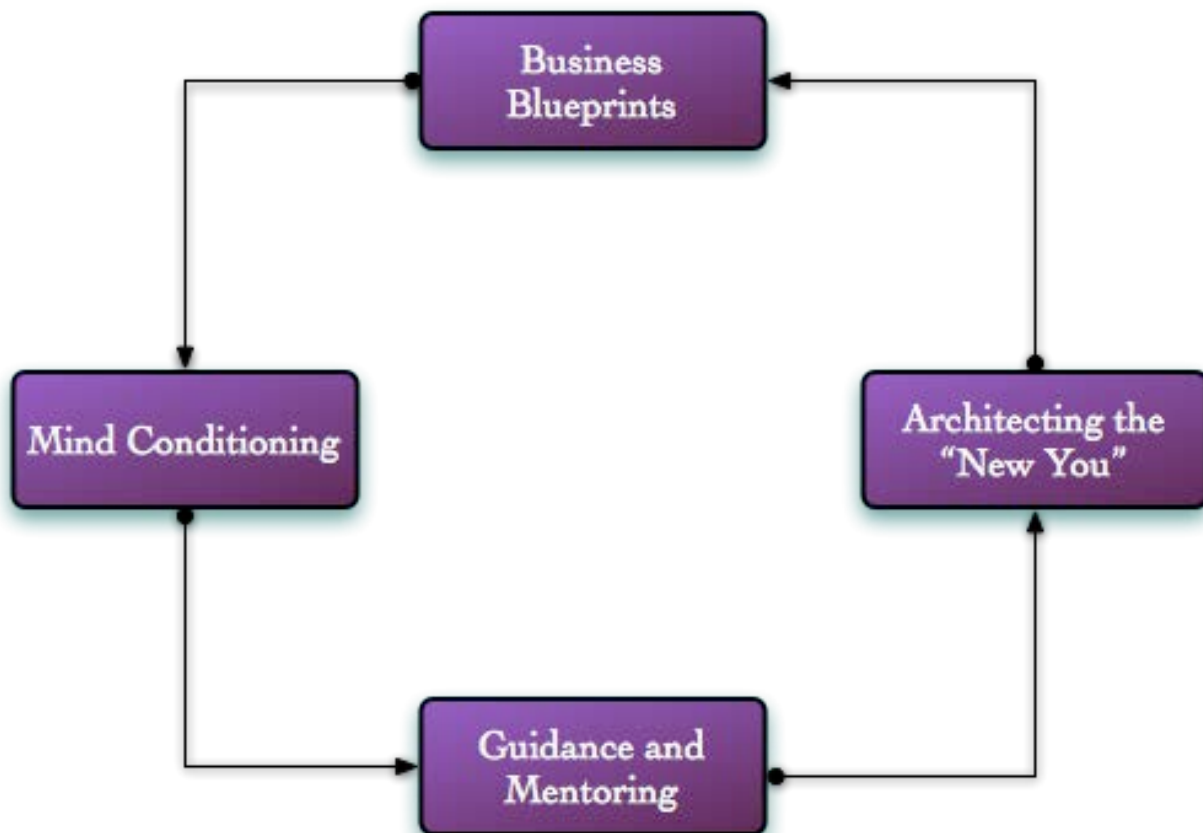 Business
Blueprints
Mind Conditioning
Architecting the
“New You”
Guidance and
Mentoring